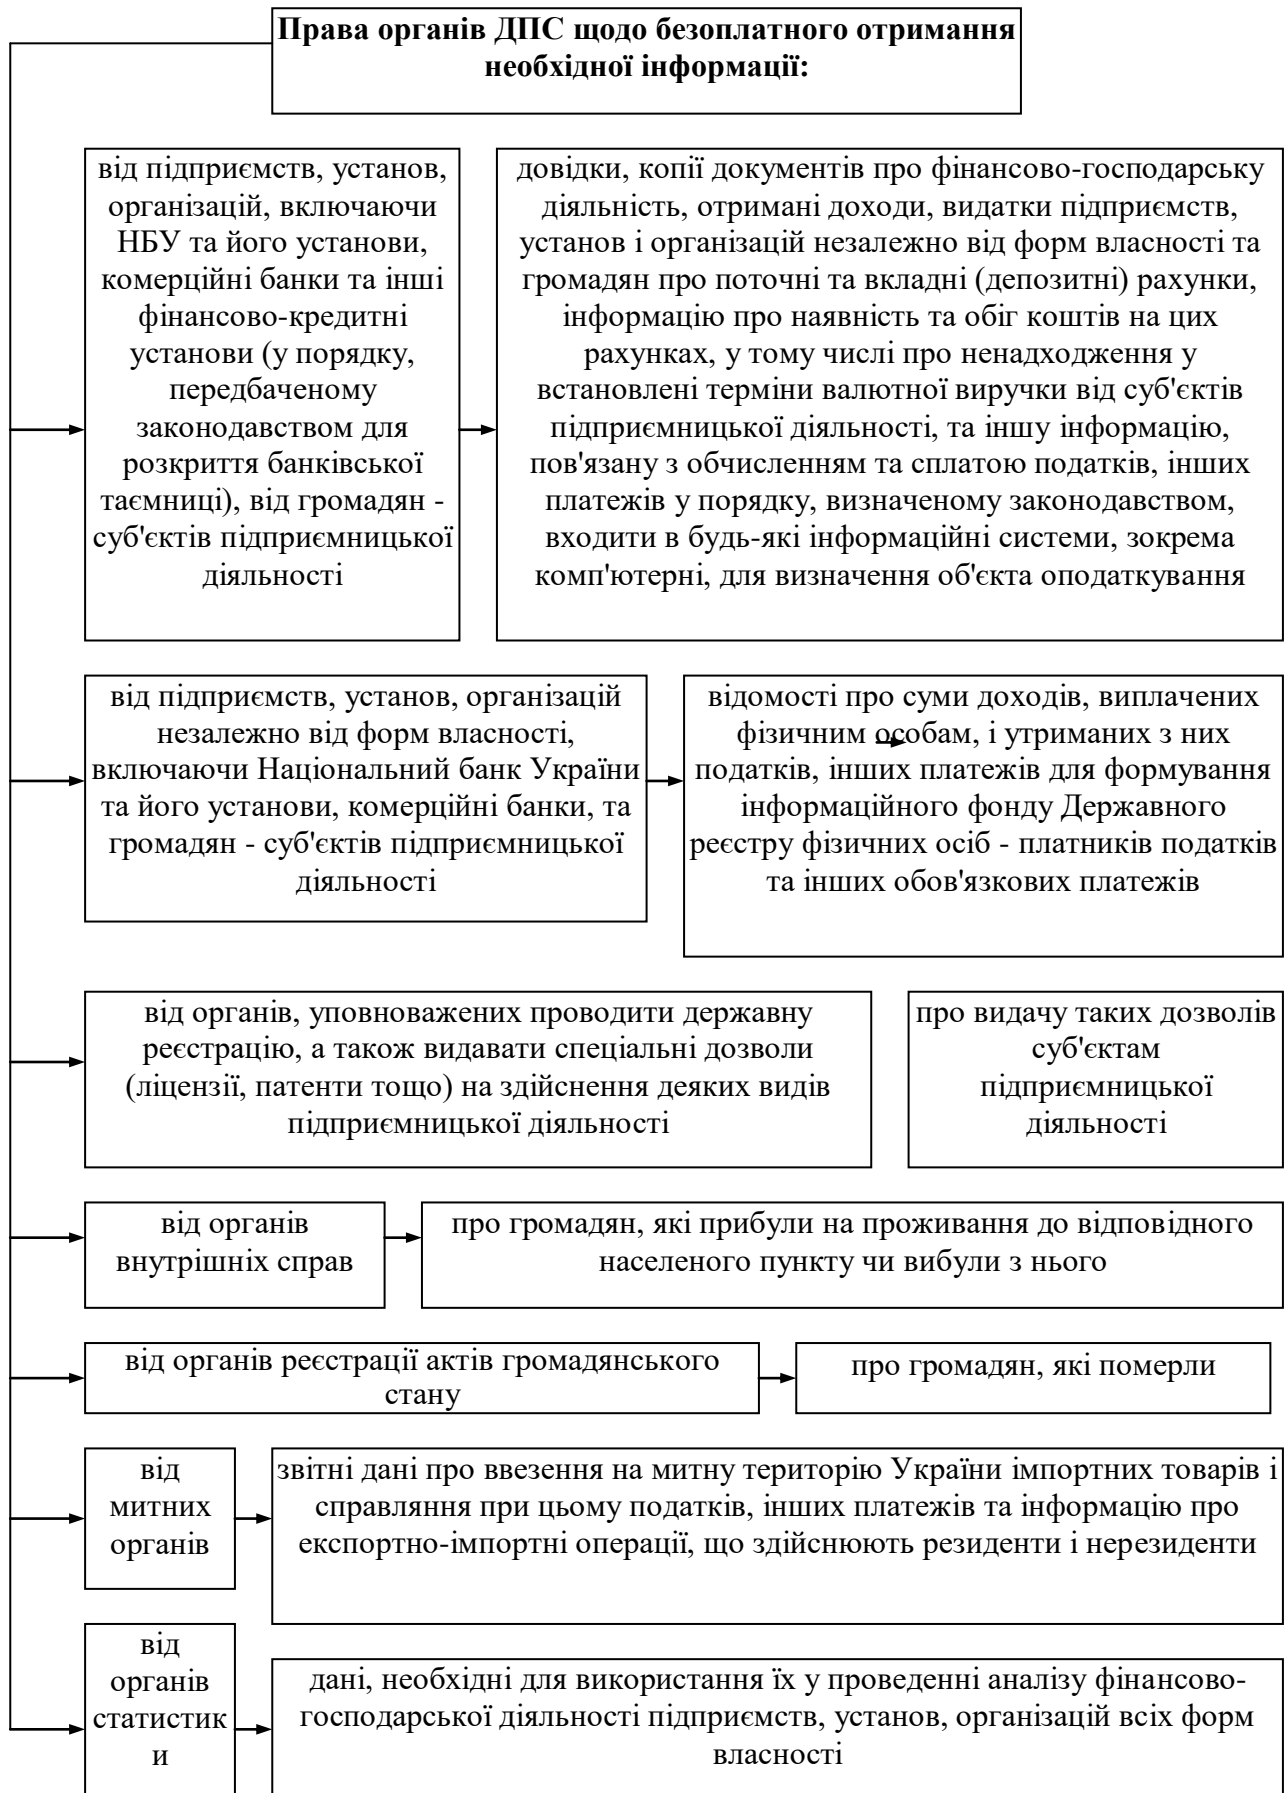 Права органів ДПС щодо безоплатного отримання
необхідної інформації:
від підприємств, установ,
організацій, включаючи
НБУ та його установи,
комерційні банки та інші
фінансово-кредитні
установи (у порядку,
передбаченому
законодавством для
розкриття банківської
таємниці), від громадян -
суб'єктів підприємницької
діяльності
довідки, копії документів про фінансово-господарську
діяльність, отримані доходи, видатки підприємств,
установ і організацій незалежно від форм власності та
громадян про поточні та вкладні (депозитні) рахунки,
інформацію про наявність та обіг коштів на цих
рахунках, у тому числі про ненадходження у
встановлені терміни валютної виручки від суб'єктів
підприємницької діяльності, та іншу інформацію,
пов'язану з обчисленням та сплатою податків, інших
платежів у порядку, визначеному законодавством,
входити в будь-які інформаційні системи, зокрема
комп'ютерні, для визначення об'єкта оподаткування
від підприємств, установ, організацій
незалежно від форм власності,
включаючи Національний банк України
та його установи, комерційні банки, та
громадян - суб'єктів підприємницької
діяльності
відомості про суми доходів, виплачених
фізичним особам, і утриманих з них
податків, інших платежів для формування
інформаційного фонду Державного
реєстру фізичних осіб - платників податків
та інших обов'язкових платежів
від органів, уповноважених проводити державну
реєстрацію, а також видавати спеціальні дозволи
(ліцензії, патенти тощо) на здійснення деяких видів
підприємницької діяльності
про видачу таких дозволів
суб'єктам
підприємницької
діяльності
від органів
внутрішніх справ
про громадян, які прибули на проживання до відповідного
населеного пункту чи вибули з нього
від органів реєстрації актів громадянського
стану
про громадян, які померли
від
митних
органів
звітні дані про ввезення на митну територію України імпортних товарів і
справляння при цьому податків, інших платежів та інформацію про
експортно-імпортні операції, що здійснюють резиденти і нерезиденти
від
органів
статистик
и
дані, необхідні для використання їх у проведенні аналізу фінансово-
господарської діяльності підприємств, установ, організацій всіх форм
власності